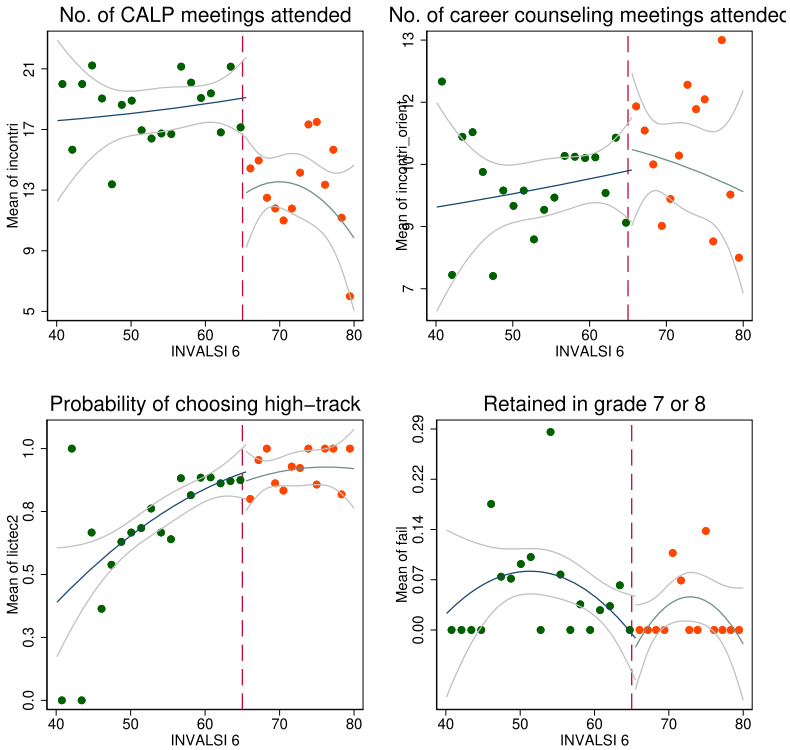 No. of CALP meetings attended
Mean of incontri
21
17
13
9
5
40 50 60 70 80
INVALSI 6
No. of career counseling meetings attended
Mean of incontri_orient
13
12
10
9
7
40 50 60 70 80
INVALSI 6
Probability of choosing high−track
Mean of lictec2
1.0
0.8
0.5
0.3
0.0
40 50 60 70 80
INVALSI 6
Retained in grade 7 or 8
Mean of fail
0.29
0.22
0.14
0.07
0.00
40 50 60 70 80
INVALSI 6